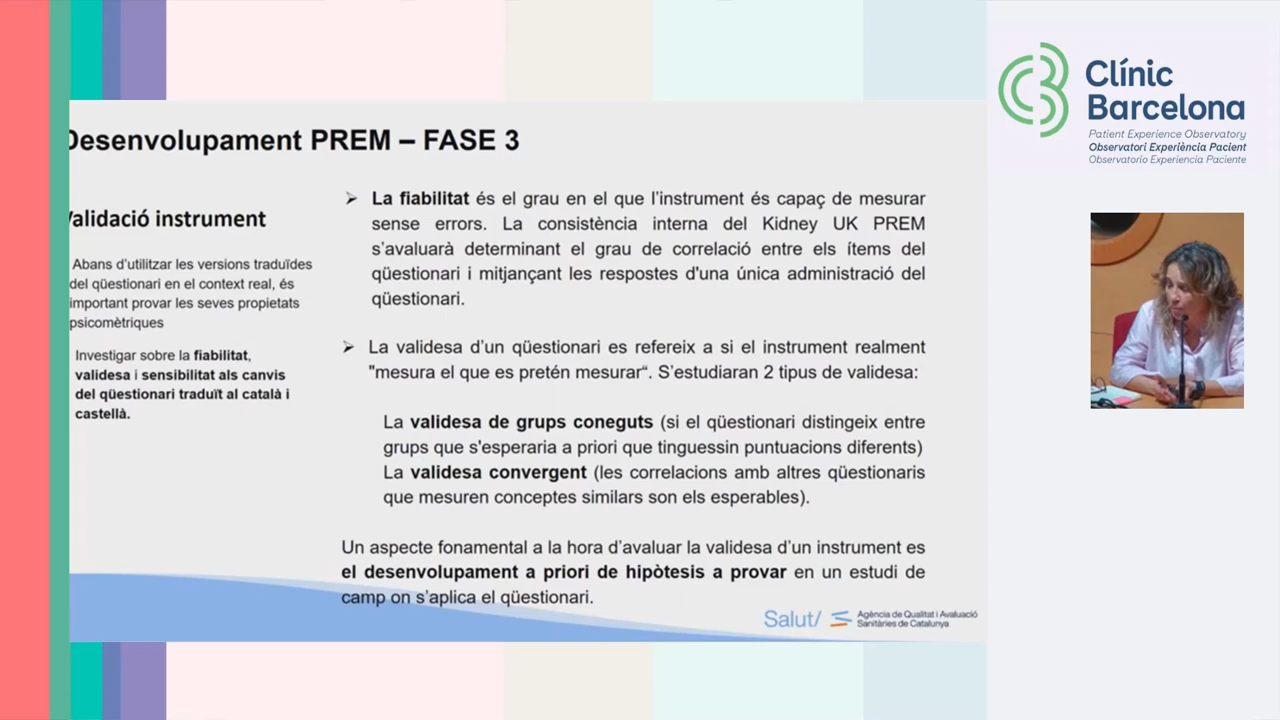 Desenvolupament PREM – FASE 3
Validació instrument
Abans d'utilitzar les versions traduïdes
del qüestionari en el context real, és
important provar les seves propietats
psicomètriques
Investigar sobre la fiabilitat,
validesa i sensibilitat als canvis
del qüestionari traduït al català i
castellà.
➢ La fiabilitat és el grau en el que l'instrument és capaç de mesurar
sense errors. La consistència interna del Kidney UK PREM
s'avaluarà determinant el grau de correlació entre els ítems del
qüestionari i mitjançant les respostes d'una única administració del
qüestionari.
➢ La validesa d'un qüestionari es refereix a si el instrument realment
"mesura el que es pretén mesurar“. S'estudiaran 2 tipus de validesa:
La validesa de grups coneguts (si el qüestionari distingeix entre
grups que s'esperaria a priori que tinguessin puntuacions diferents)
La validesa convergent (les correlacions amb altres qüestionaris
que mesuren conceptes similars son els esperables).
Un aspecte fonamental a la hora d'avaluar la validesa d'un instrument es
el desenvolupament a priori de hipòtesis a provar en un estudi de
camp on s'aplica el qüestionari.
Salut/
Agència de Qualitat i Avaluació
Sanitàries de Catalunya
Clínic
Barcelona
Patient Experience Observatory
Observatori Experiència Pacient
Observatorio Experiencia Paciente